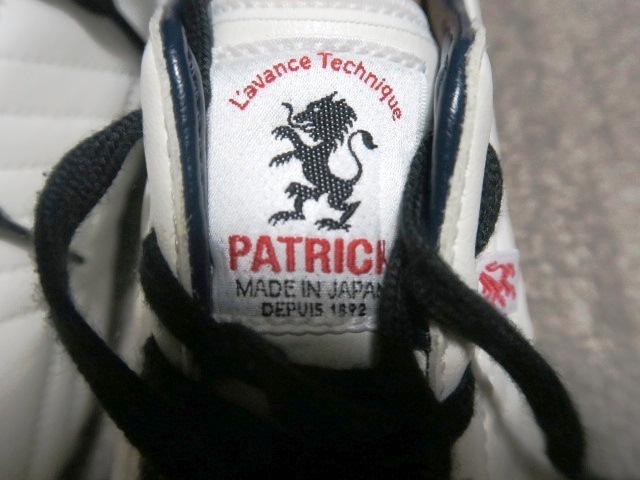 L'avance Technique
PATRICK
MADE IN JAPAN
DEPUIS 1892